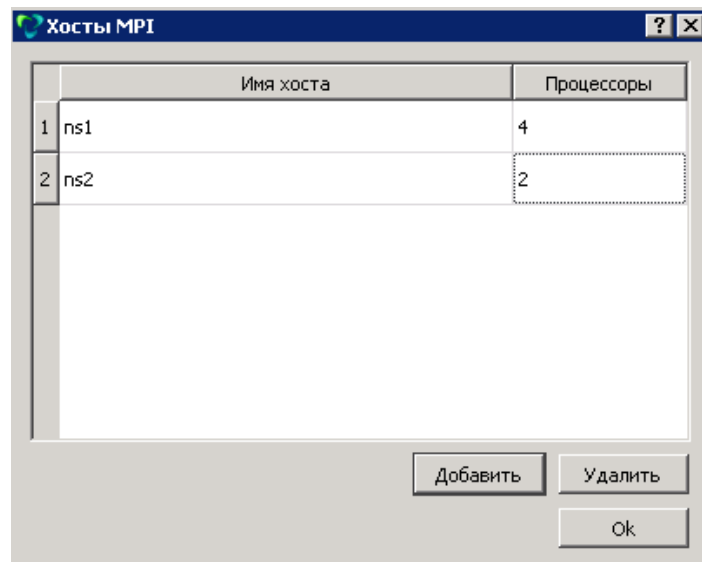 Хосты MPI
Имя хоста Процессоры
1 ns1 4
2 ns2 2
Добавить Удалить
Ok